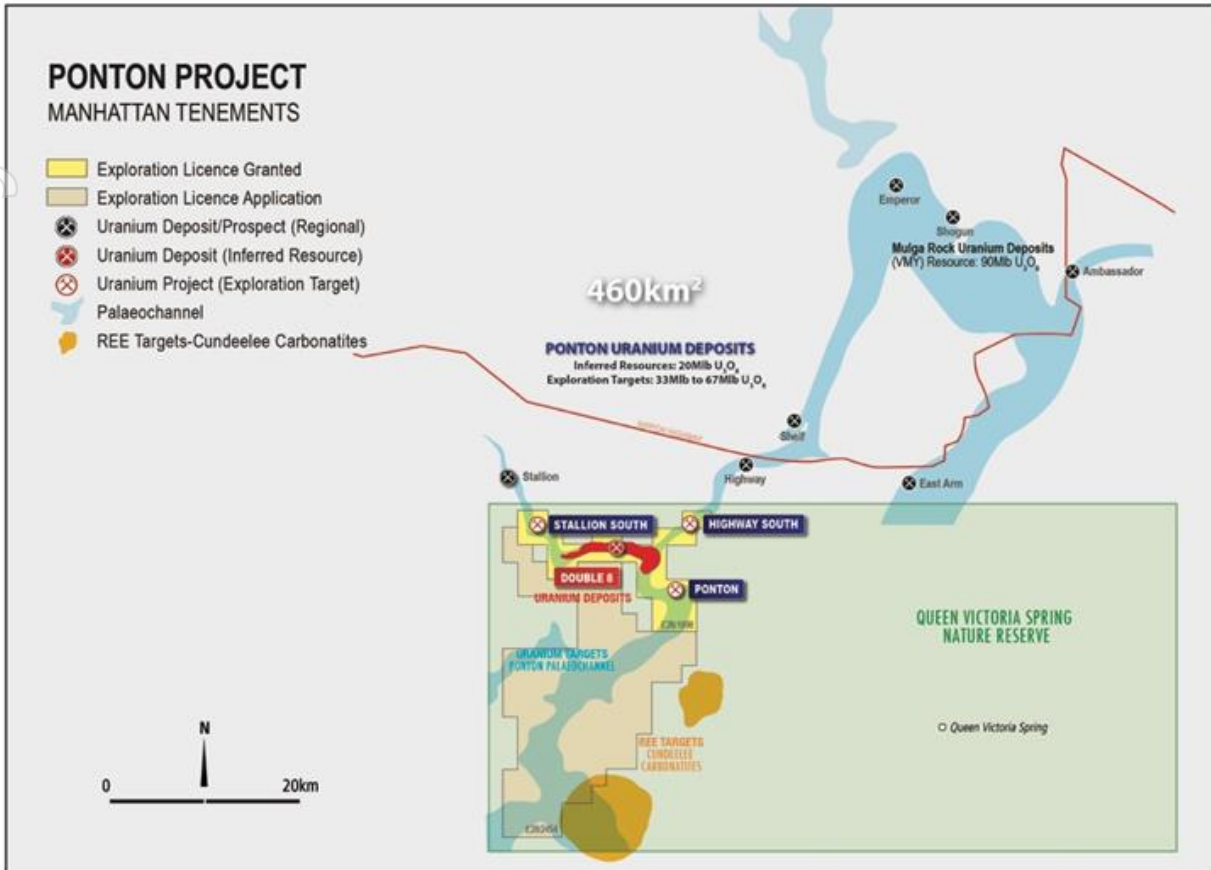 PONTON PROJECT
MANHATTAN TENEMENTS
Exploration Licence Granted
Exploration Licence Application
Uranium Deposit/Prospect (Regional)
Uranium Deposit (Inferred Resource)
Uranium Project (Exploration Target)
Palaeochannel
REE Targets-Cundeelee Carbonatites
Emperor
Shogun
Mulga Rock Uranium Deposits
(VMY) Resource: 90Mlb U₃O₈
Ambassador
460km²
PONTON URANIUM DEPOSITS
Inferred Resources: 20Mlb U₃O₈
Exploration Targets: 33Mlb to 67Mlb U₃O₈
Shelf
HIGHWAY
Highway
Stallion
East Arm
STALLION SOUTH
HIGHWAY SOUTH
DOUBLE 8
URANIUM DEPOSITS
PONTON
QUEEN VICTORIA SPRING
NATURE RESERVE
URANIUM TARGETS
PONTON PALAEOCHANNEL
Queen Victoria Spring
REE TARGETS
CUNDEELEE
CARBONATITES
N
0 20km